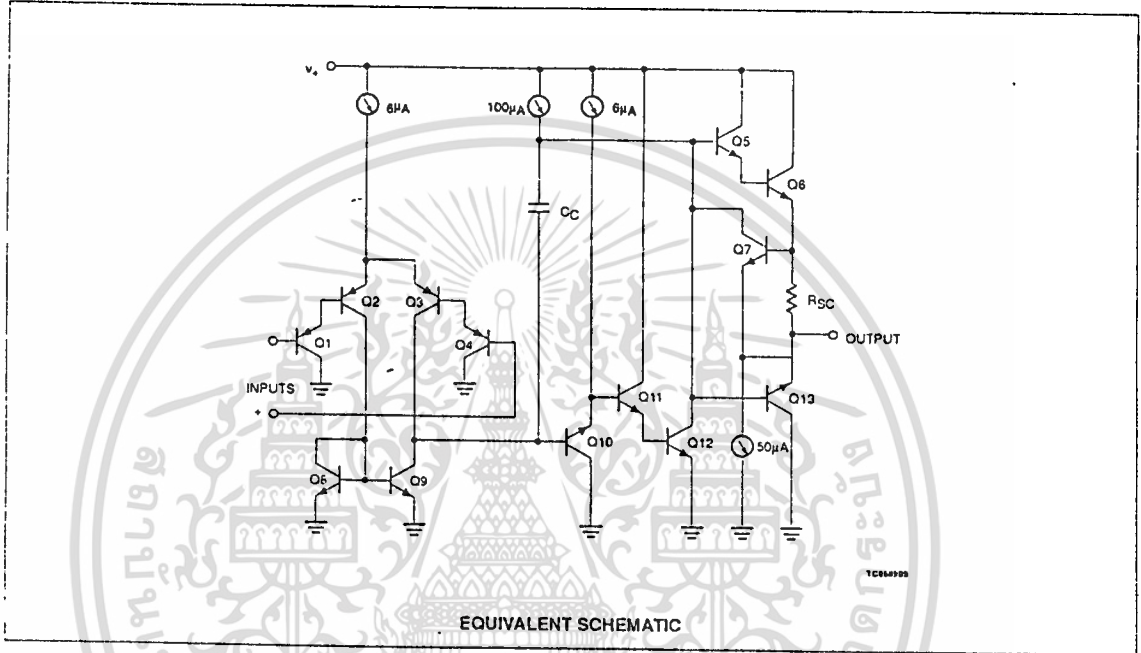 V+
6μA
100μA
6μA
Q5
Q6
CC
Q7
Q2
Q3
RSC
Q1
Q4
OUTPUT
INPUTS
+
Q11
Q13
Q10
Q12
50μA
Q8
Q9
EQUIVALENT SCHEMATIC